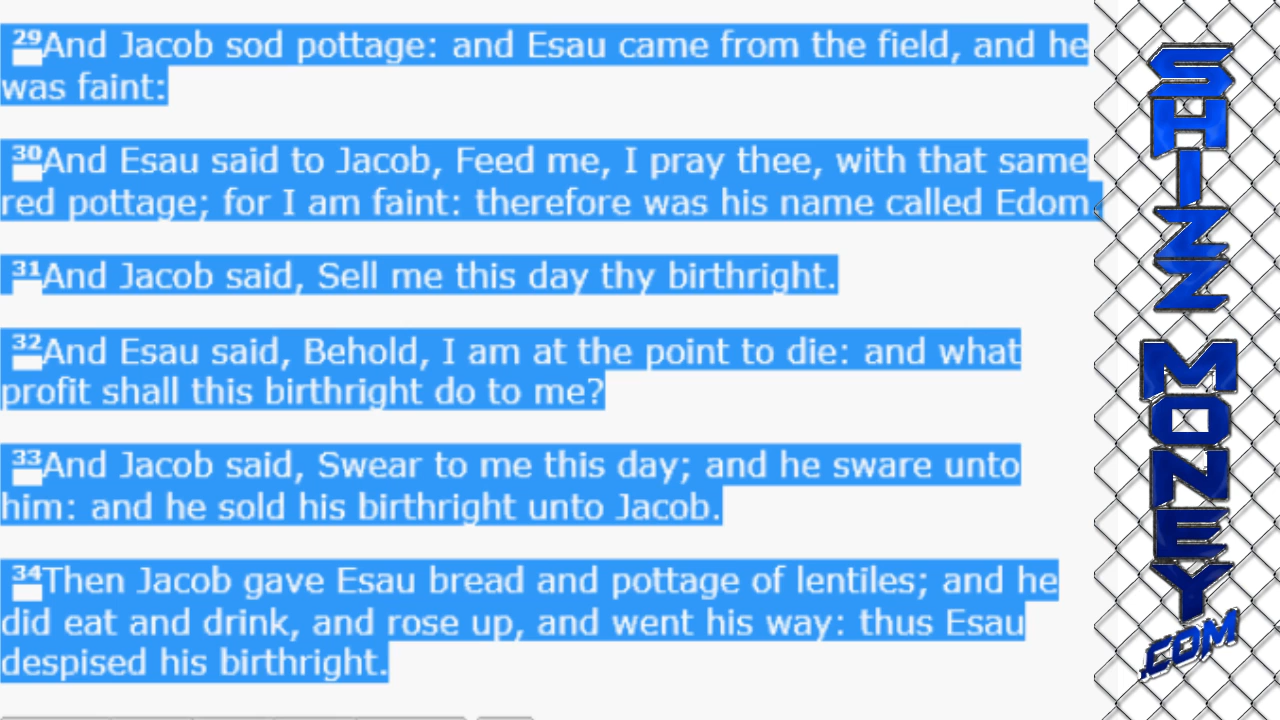 29And Jacob sod pottage: and Esau came from the field, and he
was faint:
30And Esau said to Jacob, Feed me, I pray thee, with that same
red pottage; for I am faint: therefore was his name called Edom.
31And Jacob said, Sell me this day thy birthright.
32And Esau said, Behold, I am at the point to die: and what
profit shall this birthright do to me?
33And Jacob said, Swear to me this day; and he sware unto
him: and he sold his birthright unto Jacob.
34Then Jacob gave Esau bread and pottage of lentiles; and he
did eat and drink, and rose up, and went his way: thus Esau
despised his birthright.
SHIZZ
MONEY
.COM